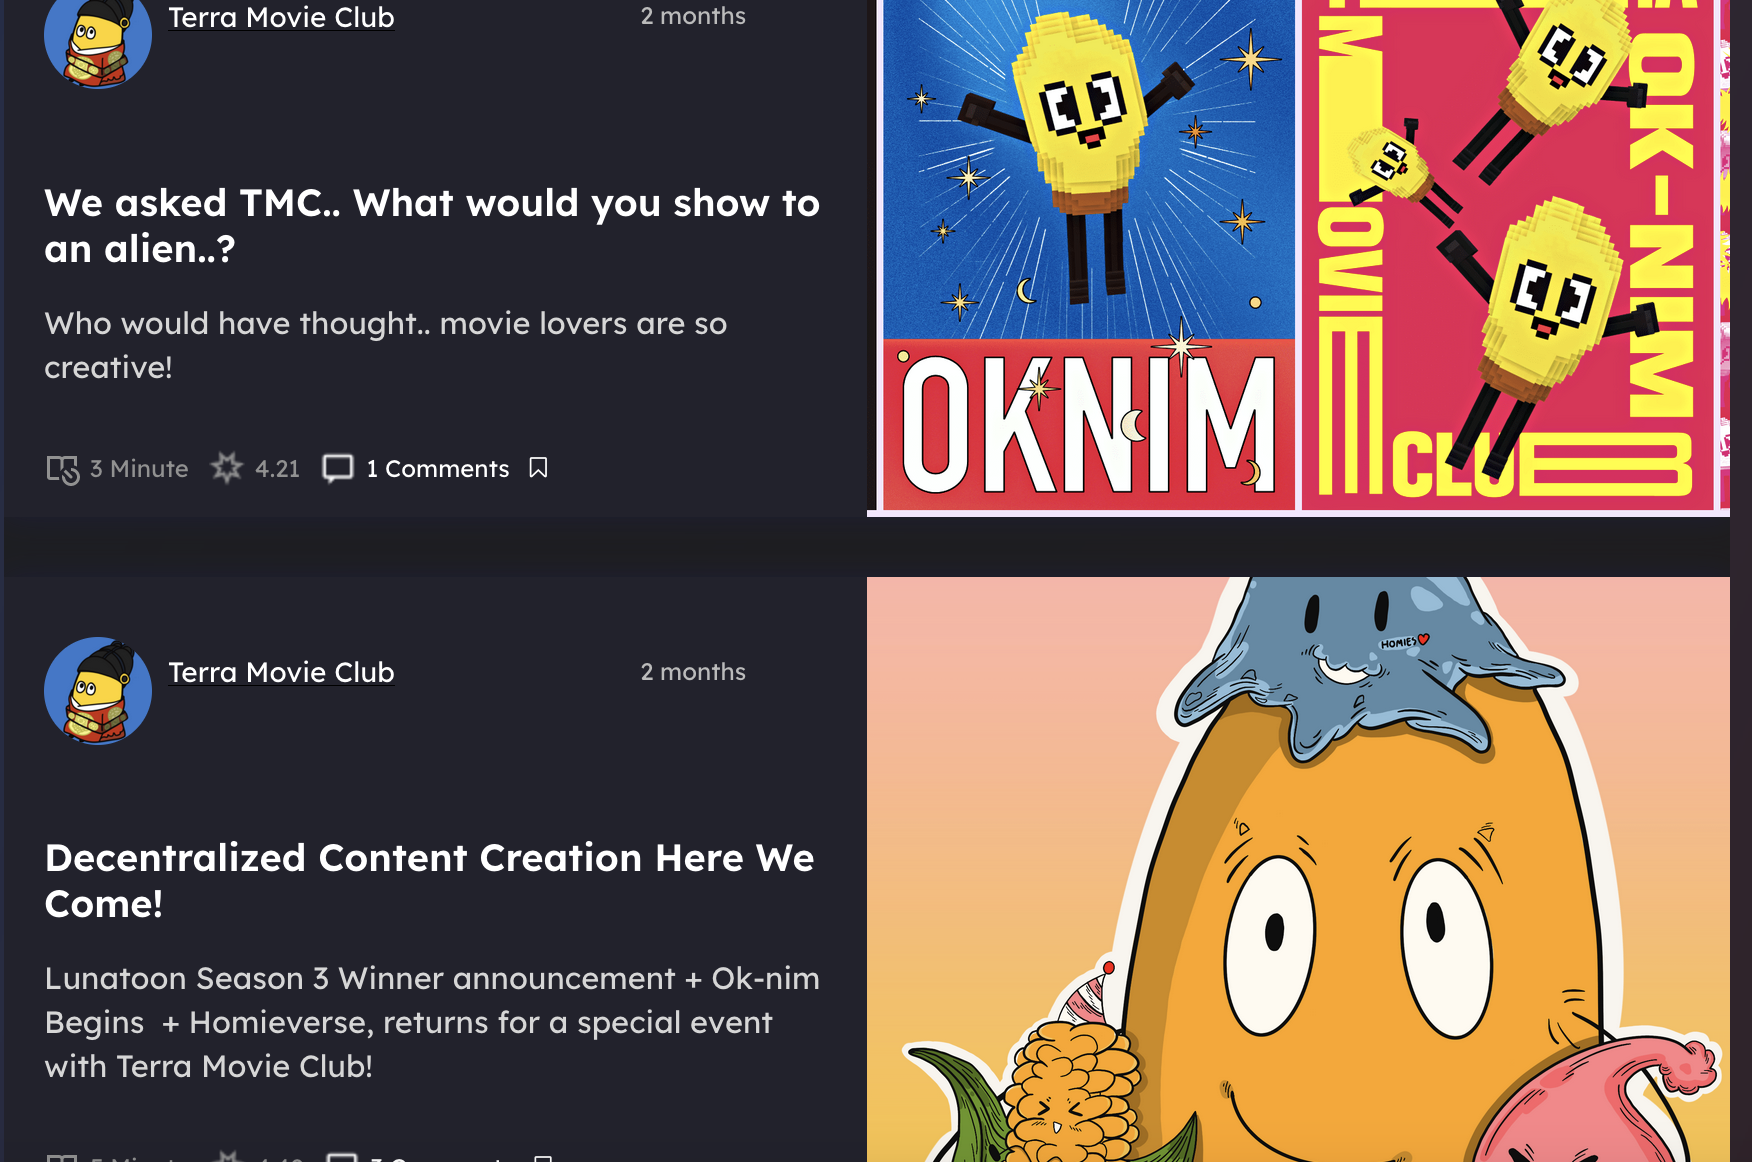 Terra Movie Club
2 months
We asked TMC.. What would you show to
an alien..?
Who would have thought.. movie lovers are so
creative!
3 Minute
4.21
1 Comments
OKNIM
M
OVIE
CLUB
OK-NIM
Terra Movie Club
2 months
Decentralized Content Creation Here We
Come!
Lunatoon Season 3 Winner announcement + Ok-nim
Begins  + Homieverse, returns for a special event
with Terra Movie Club!
HOMIES